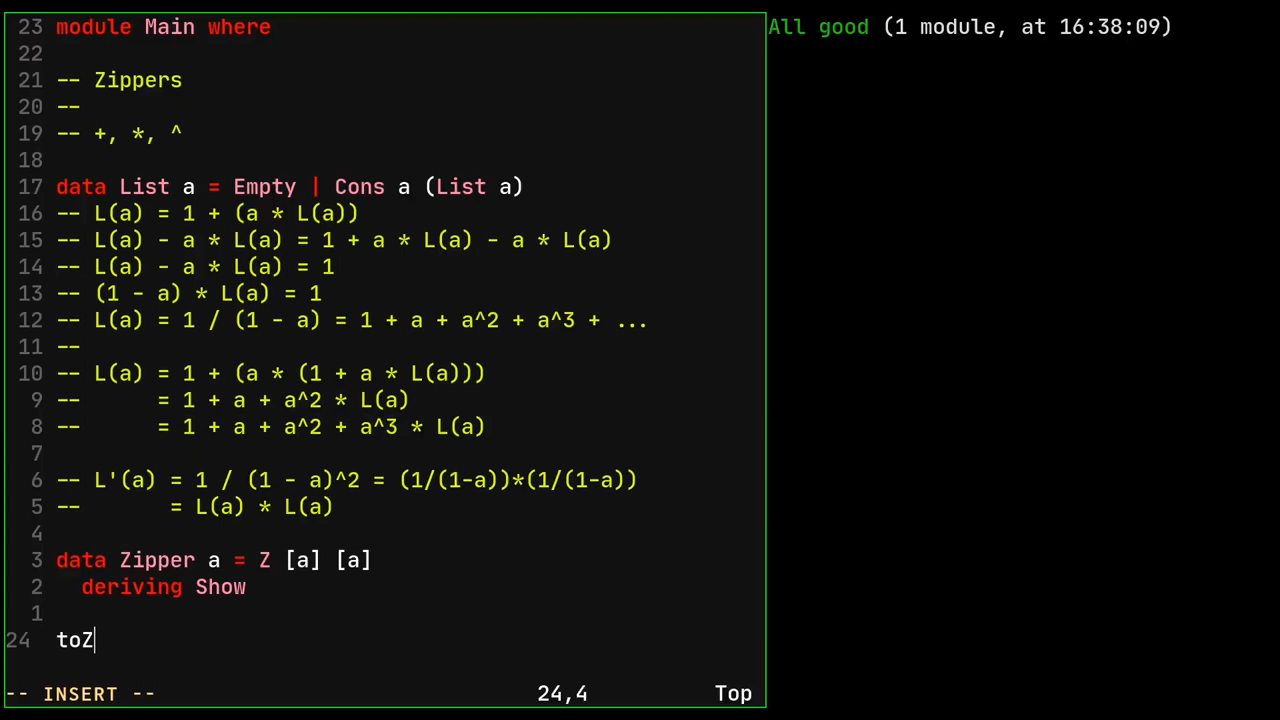 23 module Main where
22
21 -- Zippers
20 --
19 -- +, *, ^
18
17 data List a = Empty | Cons a (List a)
16 -- L(a) = 1 + (a * L(a))
15 -- L(a) - a * L(a) = 1 + a * L(a) - a * L(a)
14 -- L(a) - a * L(a) = 1
13 -- (1 - a) * L(a) = 1
12 -- L(a) = 1 / (1 - a) = 1 + a + a^2 + a^3 + ...
11 --
10 -- L(a) = 1 + (a * (1 + a * L(a)))
9 --      = 1 + a + a^2 * L(a)
8 --      = 1 + a + a^2 + a^3 * L(a)
7
6 -- L'(a) = 1 / (1 - a)^2 = (1/(1-a))*(1/(1-a))
5 --       = L(a) * L(a)
4
3 data Zipper a = Z [a] [a]
2   deriving Show
1
24 toZ
-- INSERT -- 24,4 Top
All good (1 module, at 16:38:09)